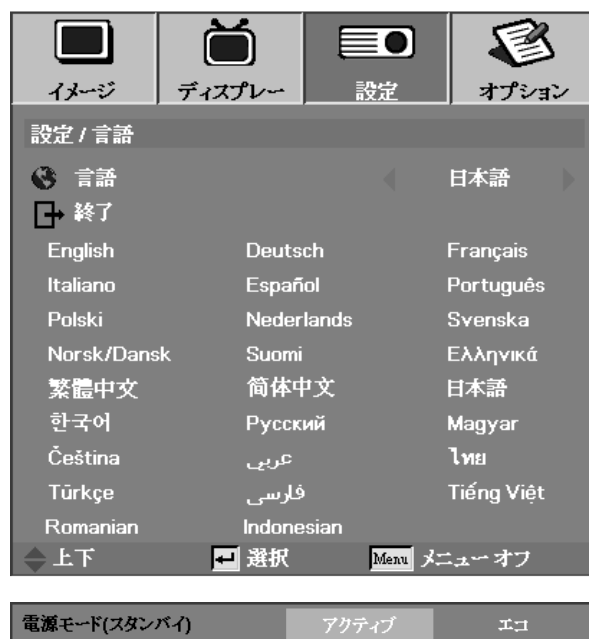 イメージ ディスプレー 設定 オプション
設定 / 言語
言語 日本語
終了
English Deutsch Français
Italiano Español Português
Polski Nederlands Svenska
Norsk/Dansk Suomi Ελληνικά
繁體中文 简体中文 日本語
한국어 Русский Magyar
Čeština عربي ไทย
Türkçe فارسی Tiếng Việt
Romanian Indonesian
上下 選択 Menu メニューオフ
電源モード(スタンバイ) アクティブ エコ